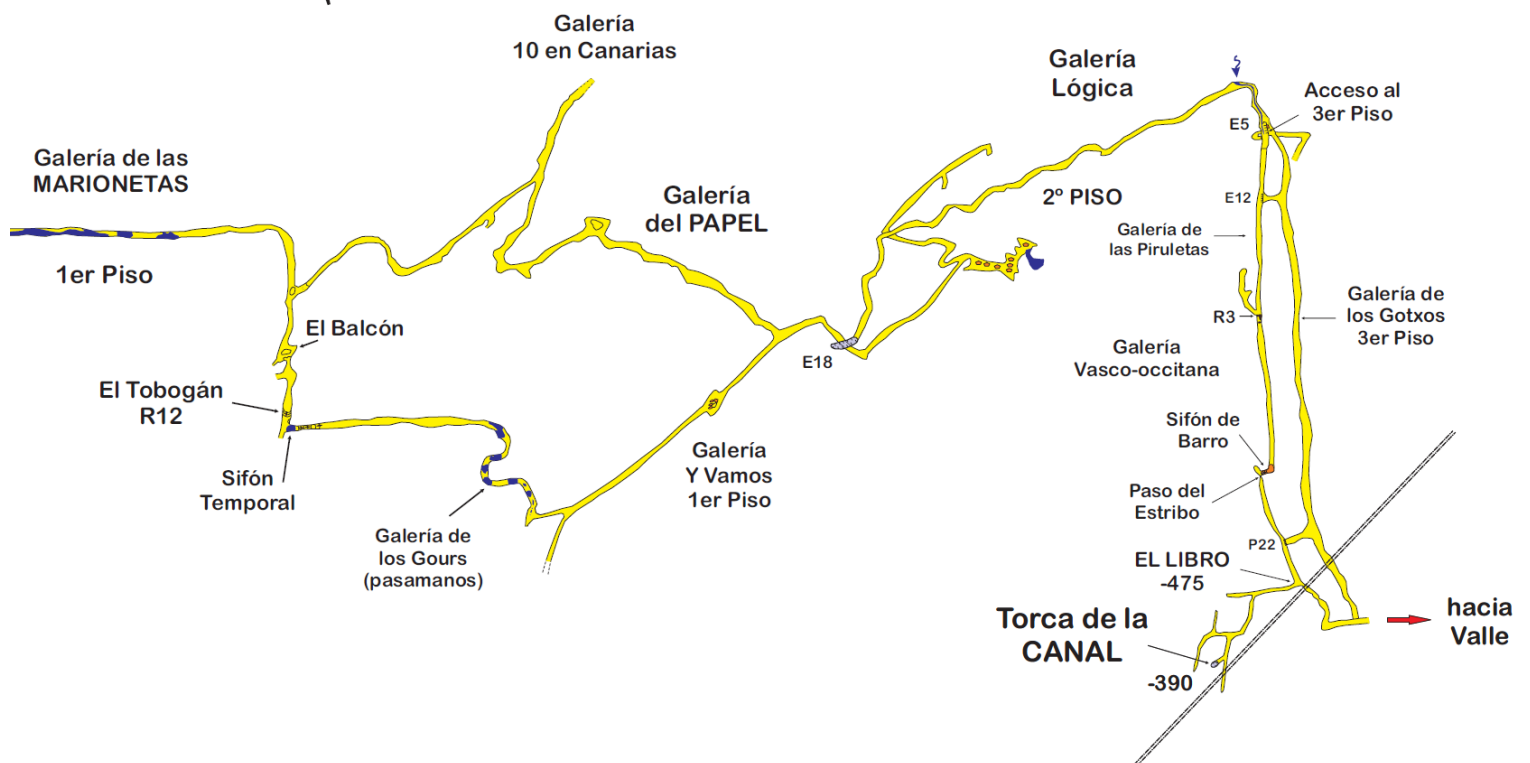 Galería
10 en Canarias
Galería
Lógica
Acceso al
3er Piso
E5
Galería de las
MARIONETAS
Galería
del PAPEL
2º PISO
E12
Galería de
las Piruletas
1er Piso
El Balcón
Galería de
los Gotxos
3er Piso
R3
Galería
Vasco-occitana
E18
El Tobogán
R12
Sifón de
Barro
Sifón
Temporal
Galería
Y Vamos
1er Piso
Paso del
Estribo
Galería de
los Gours
(pasamanos)
P22
EL LIBRO
-475
Torca de la
CANAL
-390
hacia
Valle